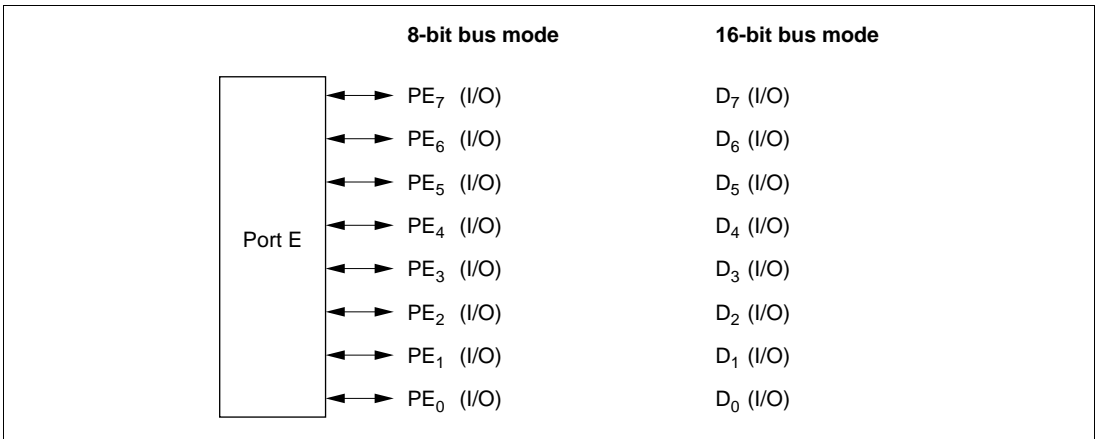 8-bit bus mode 16-bit bus mode
PE7 (I/O) D7 (I/O)
PE6 (I/O) D6 (I/O)
PE5 (I/O) D5 (I/O)
PE4 (I/O) D4 (I/O)
Port E
PE3 (I/O) D3 (I/O)
PE2 (I/O) D2 (I/O)
PE1 (I/O) D1 (I/O)
PE0 (I/O) D0 (I/O)